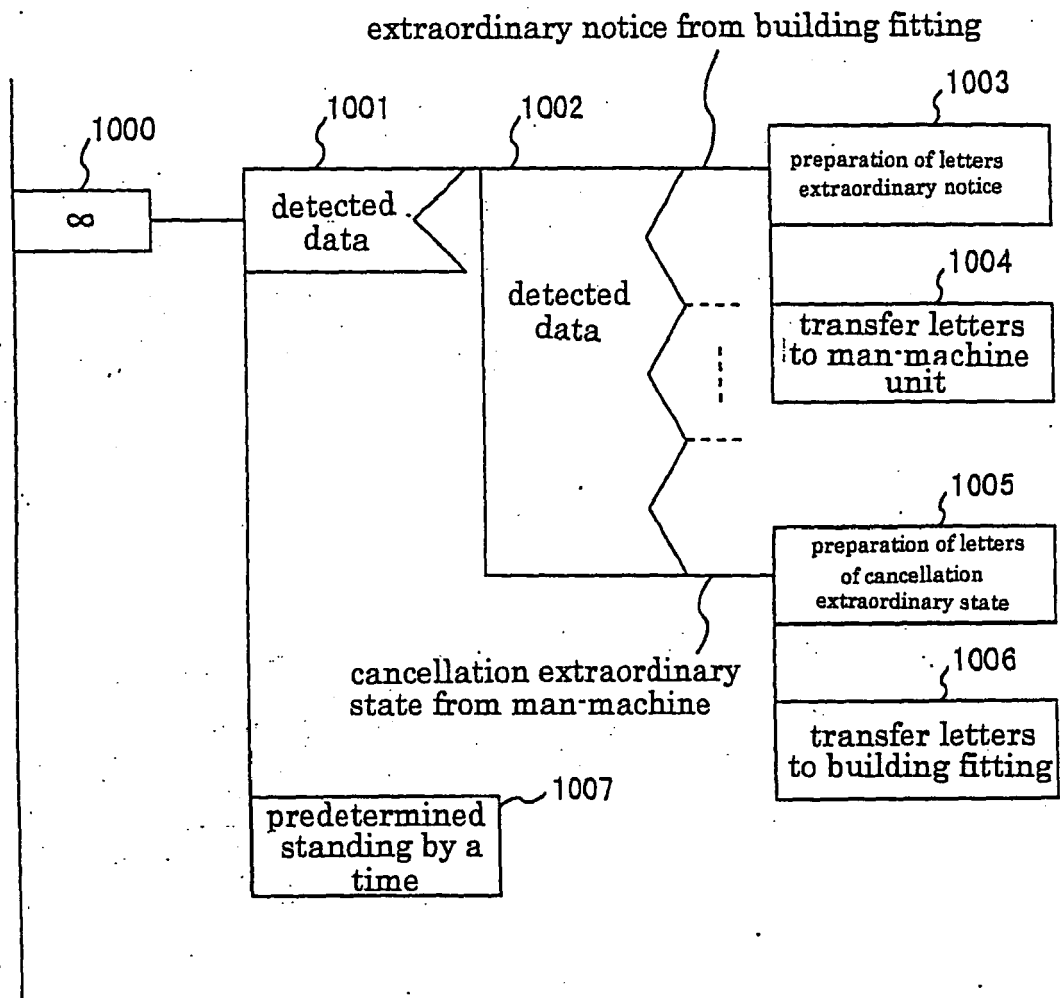 extraordinary notice from building fitting
1000
∞
1001
detected
data
1002
detected
data
1003
preparation of letters
extraordinary notice
1004
transfer letters
to man-machine
unit
1005
preparation of letters
of cancellation
extraordinary state
cancellation extraordinary
state from man-machine
1006
transfer letters
to building fitting
1007
predetermined
standing by a
time